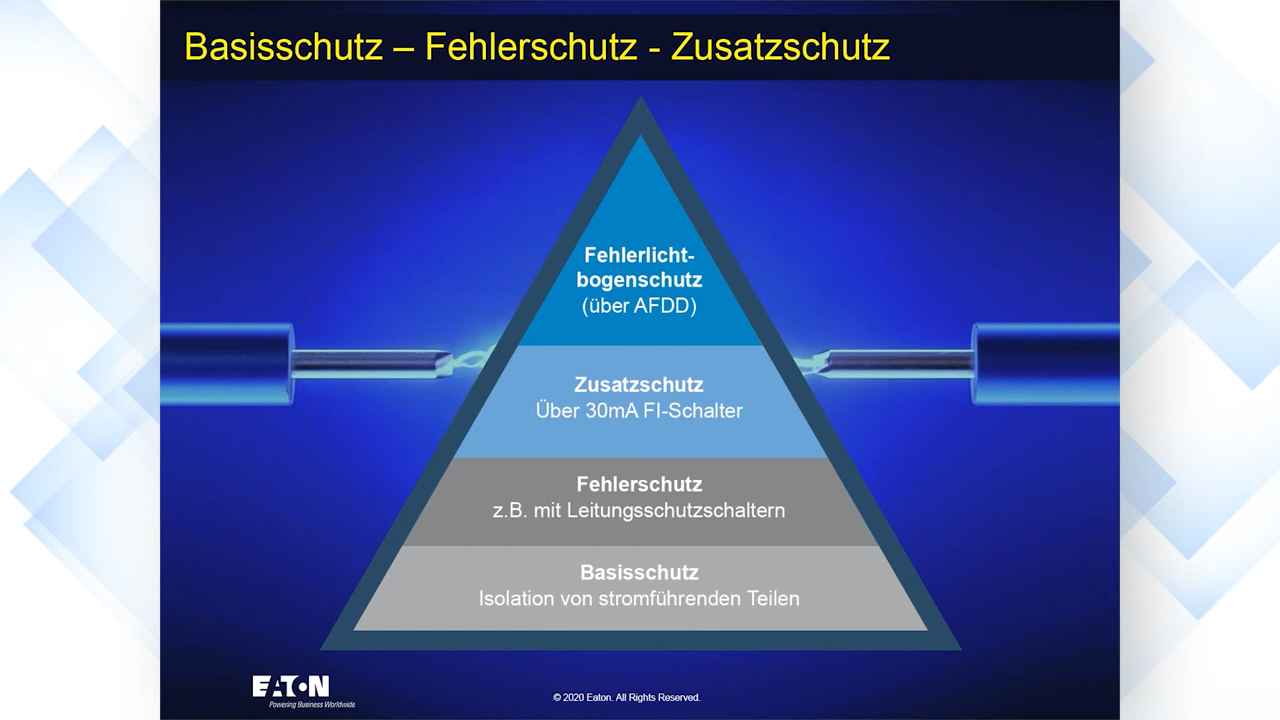 Basisschutz – Fehlerschutz - Zusatzschutz
Fehlerlicht-
bogenschutz
(über AFDD)
Zusatzschutz
Über 30mA FI-Schalter
Fehlerschutz
z.B. mit Leitungsschutzschaltern
Basisschutz
Isolation von stromführenden Teilen
EATON
Powering Business Worldwide
© 2020 Eaton. All Rights Reserved.